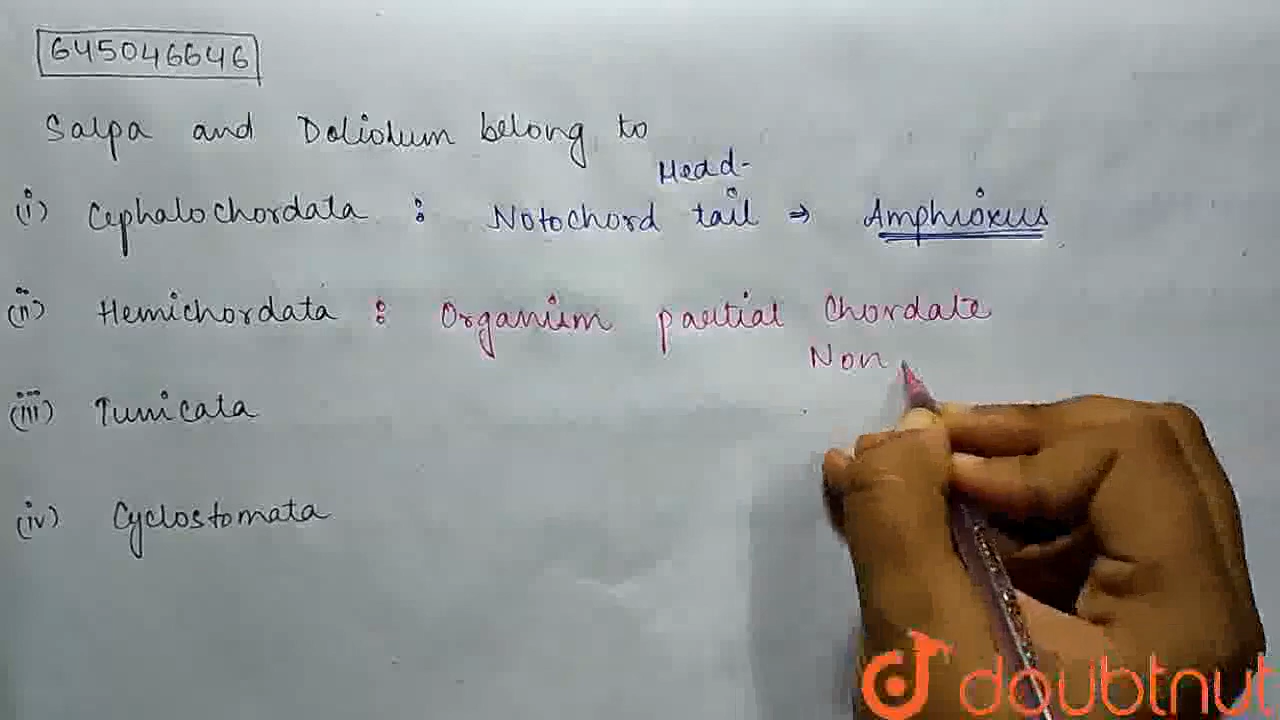 645046646
Salpa and Doliolum belong to
Head-
(i) Cephalochordata : Notochord tail ⇒ Amphioxus
(ii) Hemichordata : Organism partial Chordate
Non
(iii) Tunicata
(iv) Cyclostomata
doubtnut